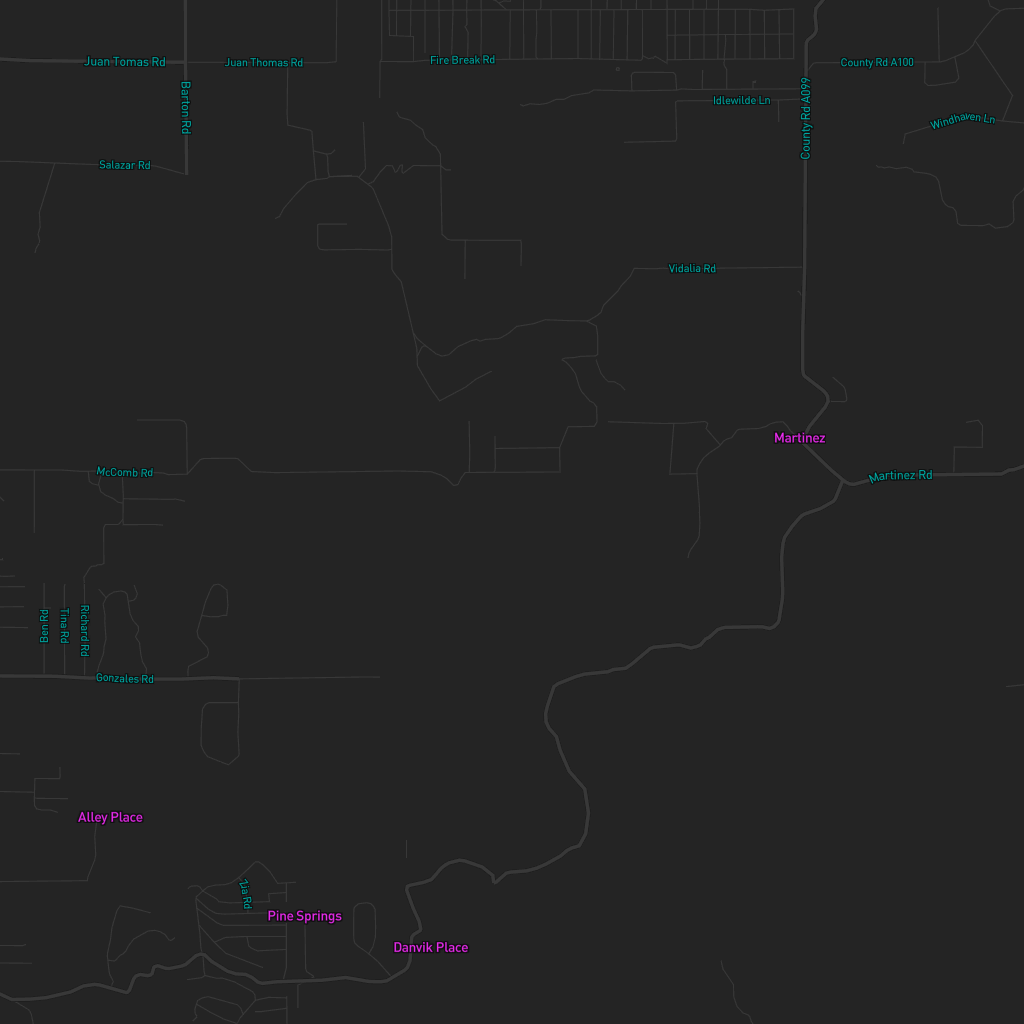 Juan Tomas Rd
Juan Thomas Rd
Fire Break Rd
County Rd A100
Barton Rd
Idlewilde Ln
County Rd A099
Windhaven Ln
Salazar Rd
Vidalia Rd
Martinez
McComb Rd
Martinez Rd
Ben Rd
Tina Rd
Richard Rd
Gonzales Rd
Alley Place
Zia Rd
Pine Springs
Danvik Place